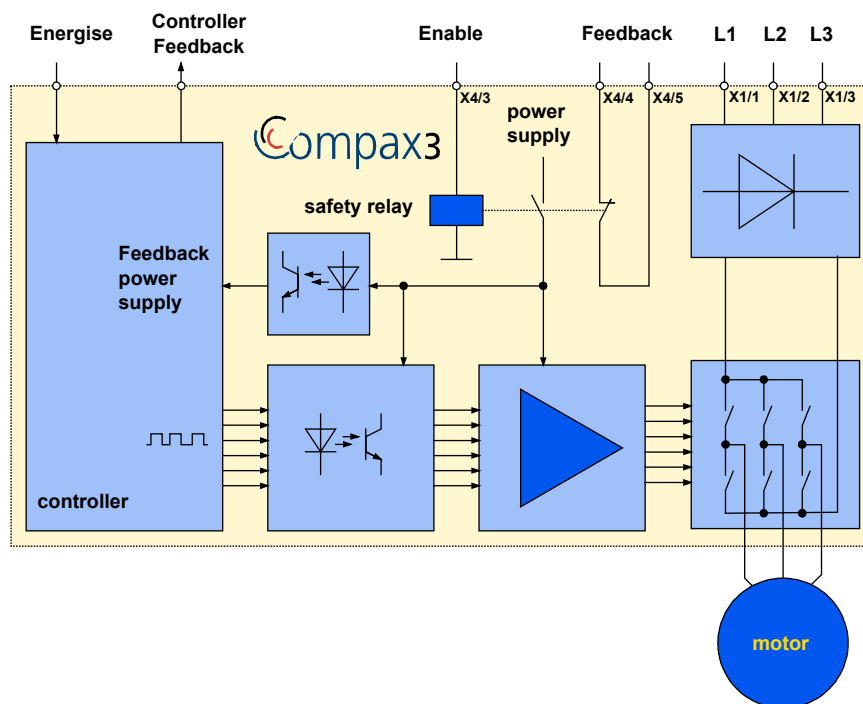 Energise
Controller
Feedback
Enable
Feedback
L1
L2
L3
X4/3
X4/4
X4/5
X1/1
X1/2
X1/3
Compax3
power
supply
safety relay
Feedback
power
supply
controller
motor